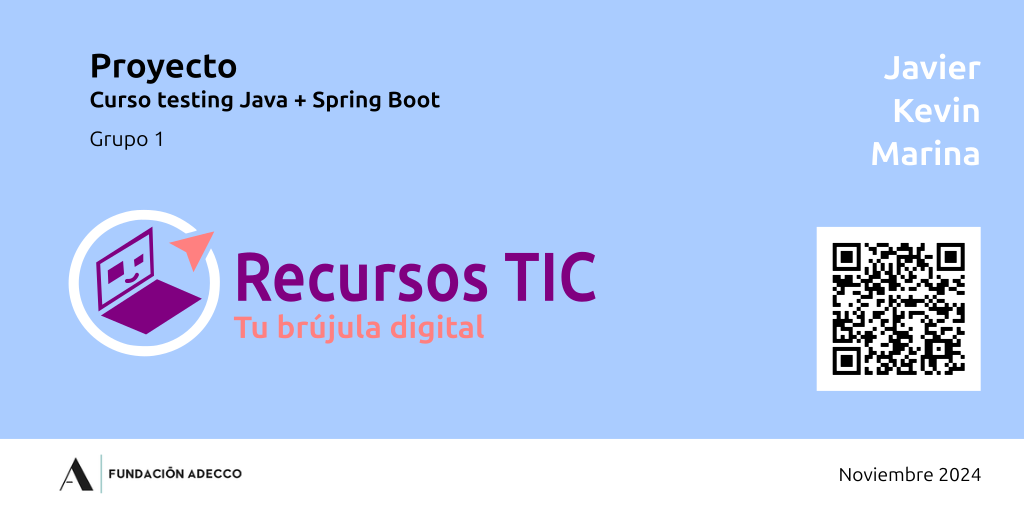 Proyecto
Curso testing Java + Spring Boot
Grupo 1
Javier
Kevin
Marina
Recursos TIC
Tu brújula digital
FUNDACIÓN ADECCO
Noviembre 2024